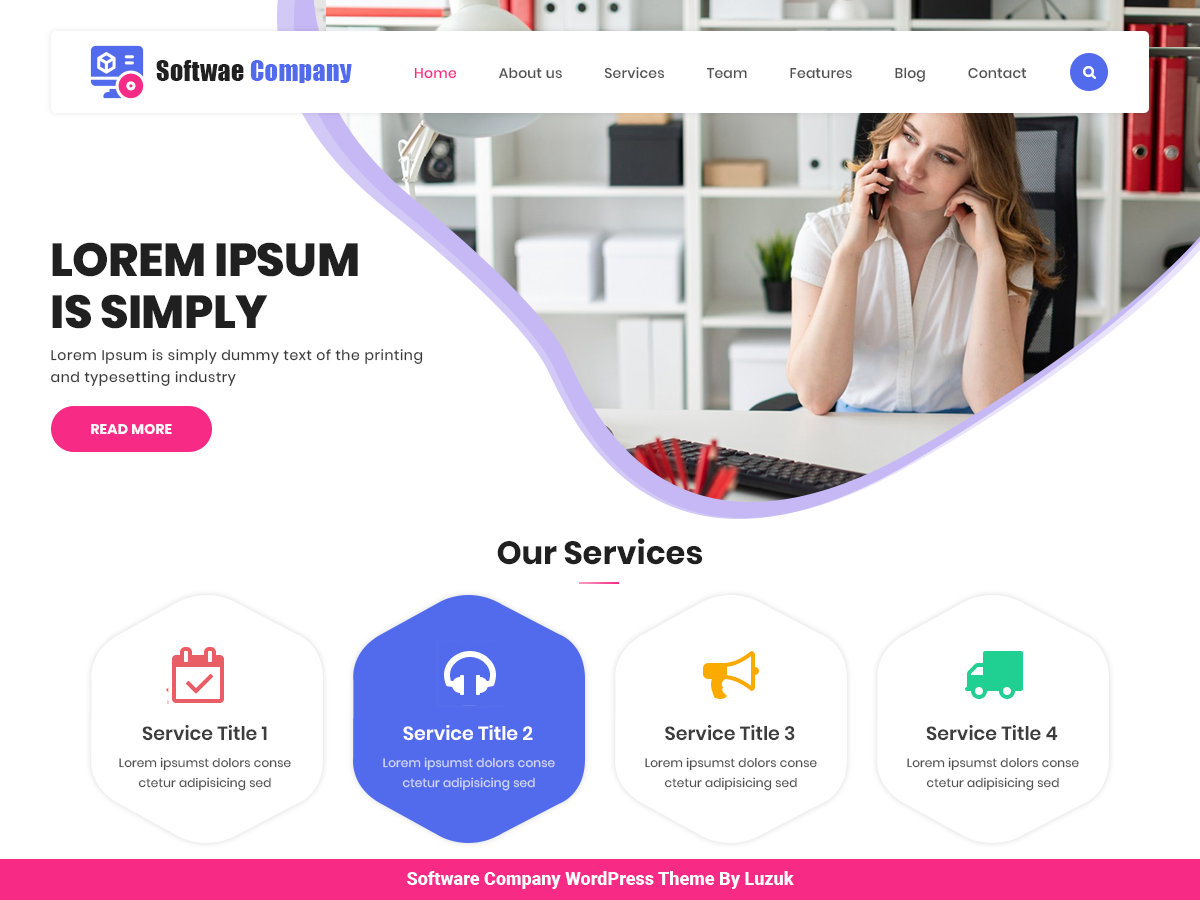 Softwae Company
Home About us Services Team Features Blog Contact
LOREM IPSUM
IS SIMPLY
Lorem Ipsum is simply dummy text of the printing
and typesetting industry
READ MORE
Our Services
Service Title 1
Lorem ipsumst dolors conse
ctetur adipisicing sed
Service Title 2
Lorem ipsumst dolors conse
ctetur adipisicing sed
Service Title 3
Lorem ipsumst dolors conse
ctetur adipisicing sed
Service Title 4
Lorem ipsumst dolors conse
ctetur adipisicing sed
Software Company WordPress Theme By Luzuk